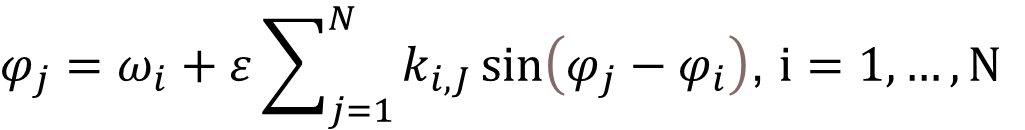 φ_j = ω_i + ε ∑_{j=1}^{N} k_{i,J} sin(φ_j − φ_i), i = 1, … , N